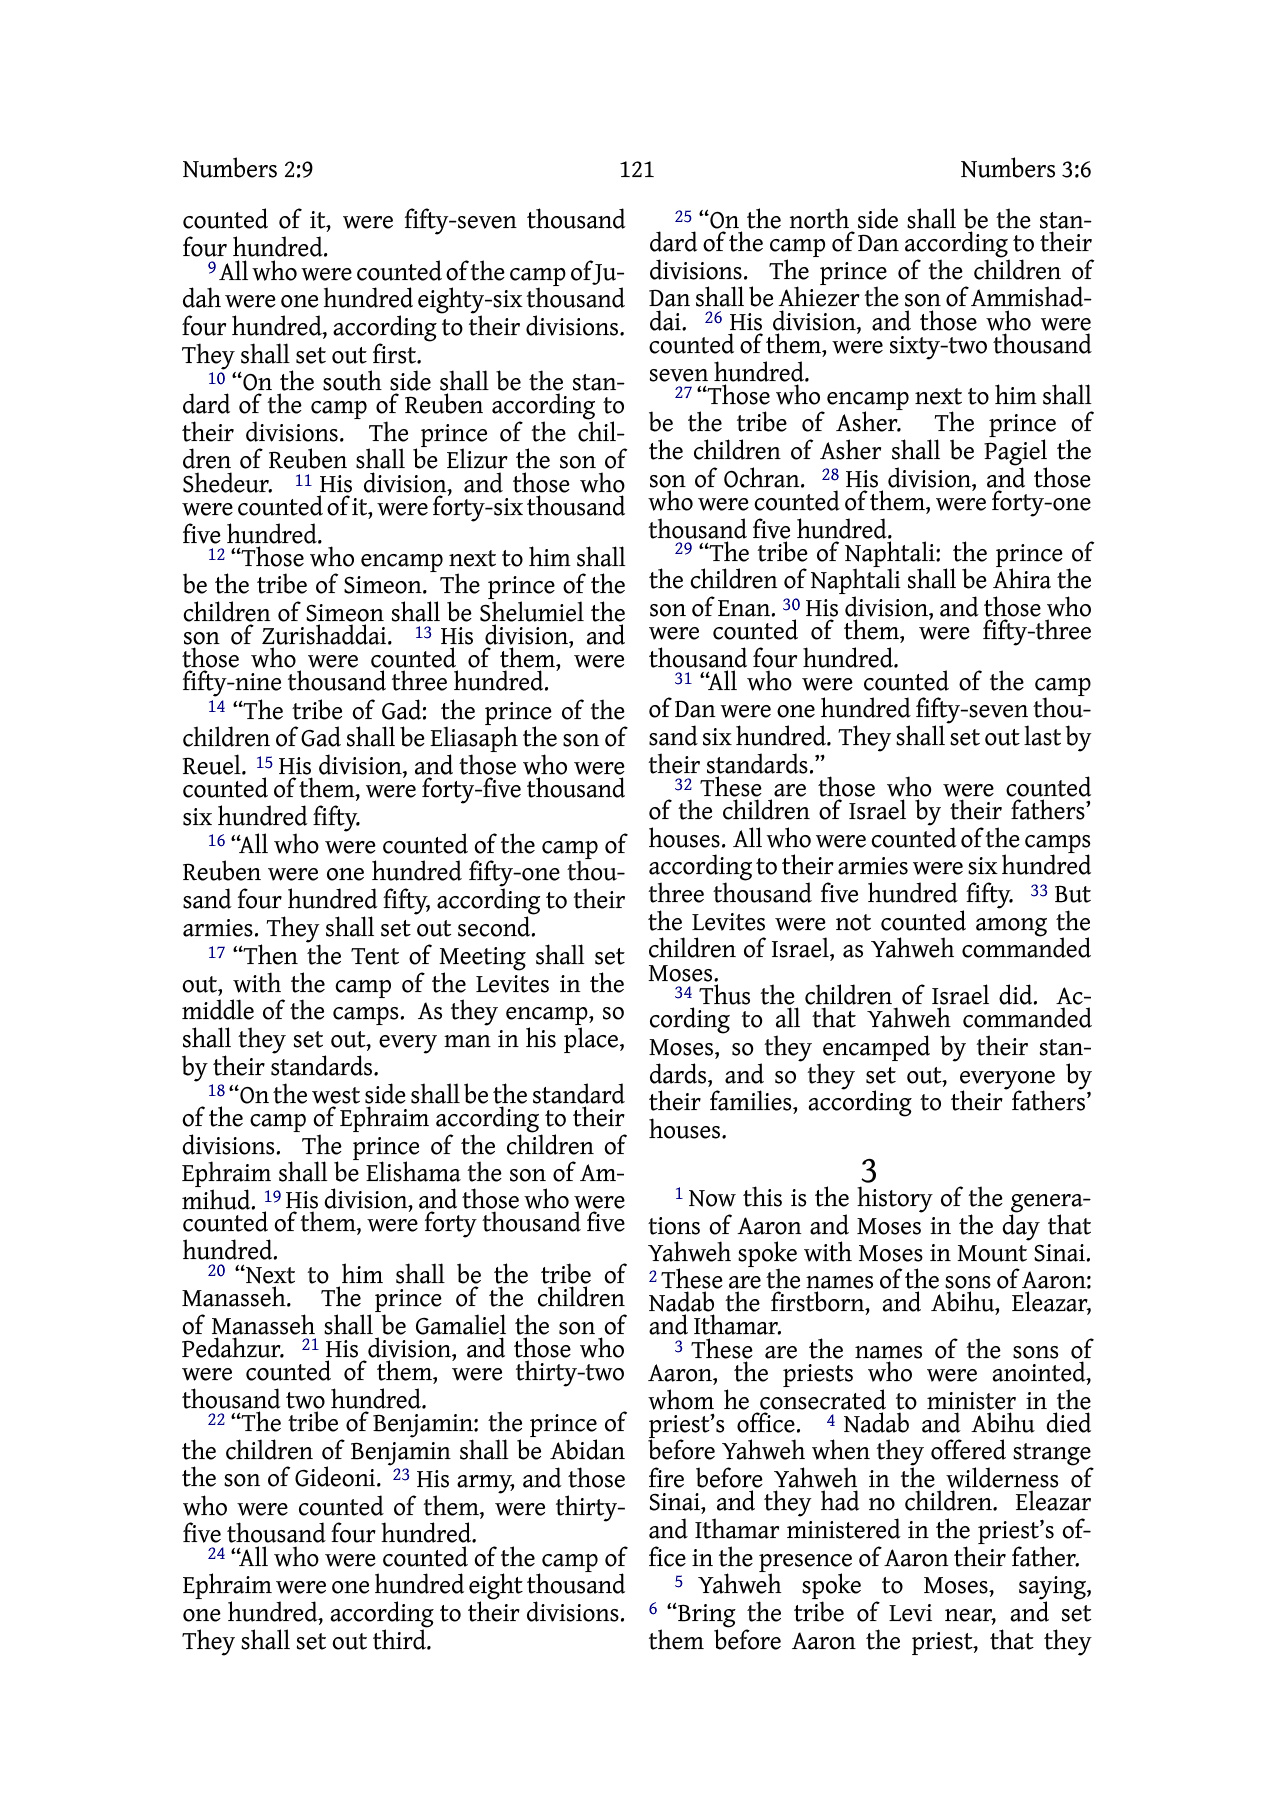 Numbers 2:9 121 Numbers 3:6
counted of it, were fifty-seven thousand
four hundred.
9 All who were counted of the camp of Ju-
dah were one hundred eighty-six thousand
four hundred, according to their divisions.
They shall set out first.
10 “On the south side shall be the stan-
dard of the camp of Reuben according to
their divisions. The prince of the chil-
dren of Reuben shall be Elizur the son of
Shedeur. 11 His division, and those who
were counted of it, were forty-six thousand
five hundred.
12 “Those who encamp next to him shall
be the tribe of Simeon. The prince of the
children of Simeon shall be Shelumiel the
son of Zurishaddai. 13 His division, and
those who were counted of them, were
fifty-nine thousand three hundred.
14 “The tribe of Gad: the prince of the
children of Gad shall be Eliasaph the son of
Reuel. 15 His division, and those who were
counted of them, were forty-five thousand
six hundred fifty.
16 “All who were counted of the camp of
Reuben were one hundred fifty-one thou-
sand four hundred fifty, according to their
armies. They shall set out second.
17 “Then the Tent of Meeting shall set
out, with the camp of the Levites in the
middle of the camps. As they encamp, so
shall they set out, every man in his place,
by their standards.
18 “On the west side shall be the standard
of the camp of Ephraim according to their
divisions. The prince of the children of
Ephraim shall be Elishama the son of Am-
mihud. 19 His division, and those who were
counted of them, were forty thousand five
hundred.
20 “Next to him shall be the tribe of
Manasseh. The prince of the children
of Manasseh shall be Gamaliel the son of
Pedahzur. 21 His division, and those who
were counted of them, were thirty-two
thousand two hundred.
22 “The tribe of Benjamin: the prince of
the children of Benjamin shall be Abidan
the son of Gideoni. 23 His army, and those
who were counted of them, were thirty-
five thousand four hundred.
24 “All who were counted of the camp of
Ephraim were one hundred eight thousand
one hundred, according to their divisions.
They shall set out third.
25 “On the north side shall be the stan-
dard of the camp of Dan according to their
divisions. The prince of the children of
Dan shall be Ahiezer the son of Ammishad-
dai. 26 His division, and those who were
counted of them, were sixty-two thousand
seven hundred.
27 “Those who encamp next to him shall
be the tribe of Asher. The prince of
the children of Asher shall be Pagiel the
son of Ochran. 28 His division, and those
who were counted of them, were forty-one
thousand five hundred.
29 “The tribe of Naphtali: the prince of
the children of Naphtali shall be Ahira the
son of Enan. 30 His division, and those who
were counted of them, were fifty-three
thousand four hundred.
31 “All who were counted of the camp
of Dan were one hundred fifty-seven thou-
sand six hundred. They shall set out last by
their standards.”
32 These are those who were counted
of the children of Israel by their fathers’
houses. All who were counted of the camps
according to their armies were six hundred
three thousand five hundred fifty. 33 But
the Levites were not counted among the
children of Israel, as Yahweh commanded
Moses.
34 Thus the children of Israel did. Ac-
cording to all that Yahweh commanded
Moses, so they encamped by their stan-
dards, and so they set out, everyone by
their families, according to their fathers’
houses.
3
1 Now this is the history of the genera-
tions of Aaron and Moses in the day that
Yahweh spoke with Moses in Mount Sinai.
2 These are the names of the sons of Aaron:
Nadab the firstborn, and Abihu, Eleazar,
and Ithamar.
3 These are the names of the sons of
Aaron, the priests who were anointed,
whom he consecrated to minister in the
priest’s office. 4 Nadab and Abihu died
before Yahweh when they offered strange
fire before Yahweh in the wilderness of
Sinai, and they had no children. Eleazar
and Ithamar ministered in the priest’s of-
fice in the presence of Aaron their father.
5 Yahweh spoke to Moses, saying,
6 “Bring the tribe of Levi near, and set
them before Aaron the priest, that they